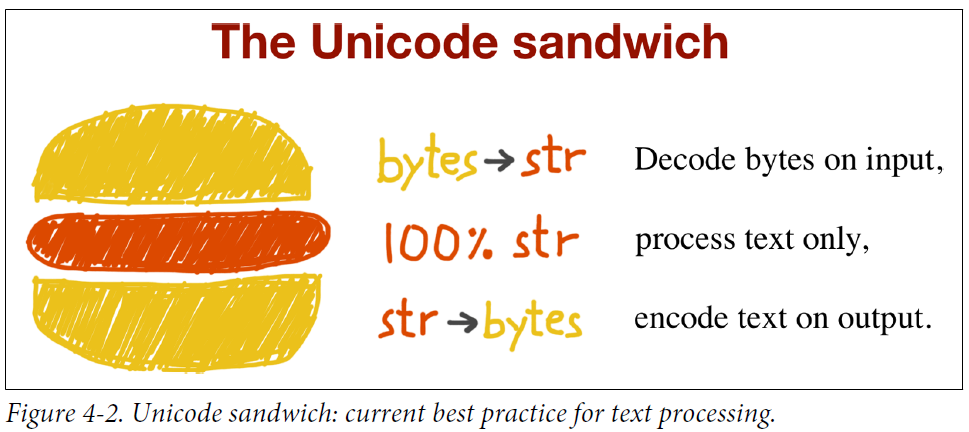 The Unicode sandwich
bytes → str Decode bytes on input,
100% str process text only,
str → bytes encode text on output.
Figure 4-2. Unicode sandwich: current best practice for text processing.